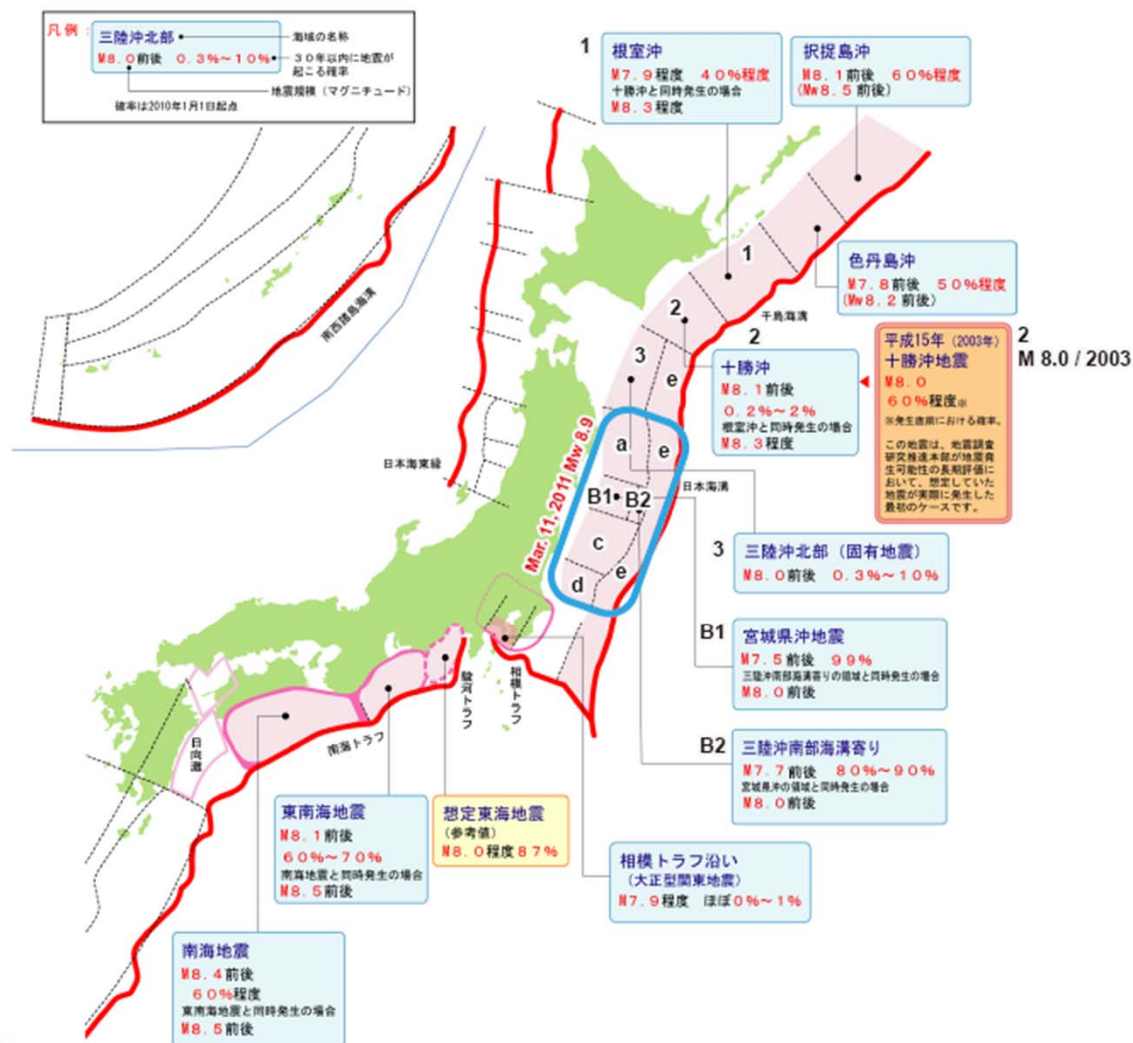 凡例：
三陸沖北部
M8.0前後 0.3%〜10%
海域の名称
30年以内に地震が
起こる確率
地震規模（マグニチュード）
確率は2010年1月1日起点
1
根室沖
M7.9程度 40%程度
十勝沖と同時発生の場合
M8.3程度
択捉島沖
M8.1前後 60%程度
(Mw8.5前後)
色丹島沖
M7.8前後 50%程度
(Mw8.2前後)
1
2
3
e
千島海溝
2
十勝沖
M8.1前後
0.2%〜2%
根室沖と同時発生の場合
M8.3程度
平成15年（2003年）
十勝沖地震
M8.0
60%程度※
※発生直前における確率。
この地震は、地震調査
研究推進本部が地震発
生可能性の長期評価に
おいて、想定していた
地震が実際に発生した
最初のケースです。
2
M 8.0 / 2003
南西諸島海溝
日本海東縁
Mar. 11, 2011 Mw 8.9
a
e
B1
B2
c
d
e
日本海溝
3
三陸沖北部（固有地震）
M8.0前後 0.3%〜10%
B1
宮城県沖地震
M7.5前後 99%
三陸沖南部海溝寄りの領域と同時発生の場合
M8.0前後
B2
三陸沖南部海溝寄り
M7.7前後 80%〜90%
宮城県沖の領域と同時発生の場合
M8.0前後
駿河トラフ
相模トラフ
南海トラフ
日向灘
東南海地震
M8.1前後
60%〜70%
南海地震と同時発生の場合
M8.5前後
想定東海地震
(参考値)
M8.0程度87%
相模トラフ沿い
（大正型関東地震）
M7.9程度 ほぼ0%〜1%
南海地震
M8.4前後
60%程度
東南海地震と同時発生の場合
M8.5前後